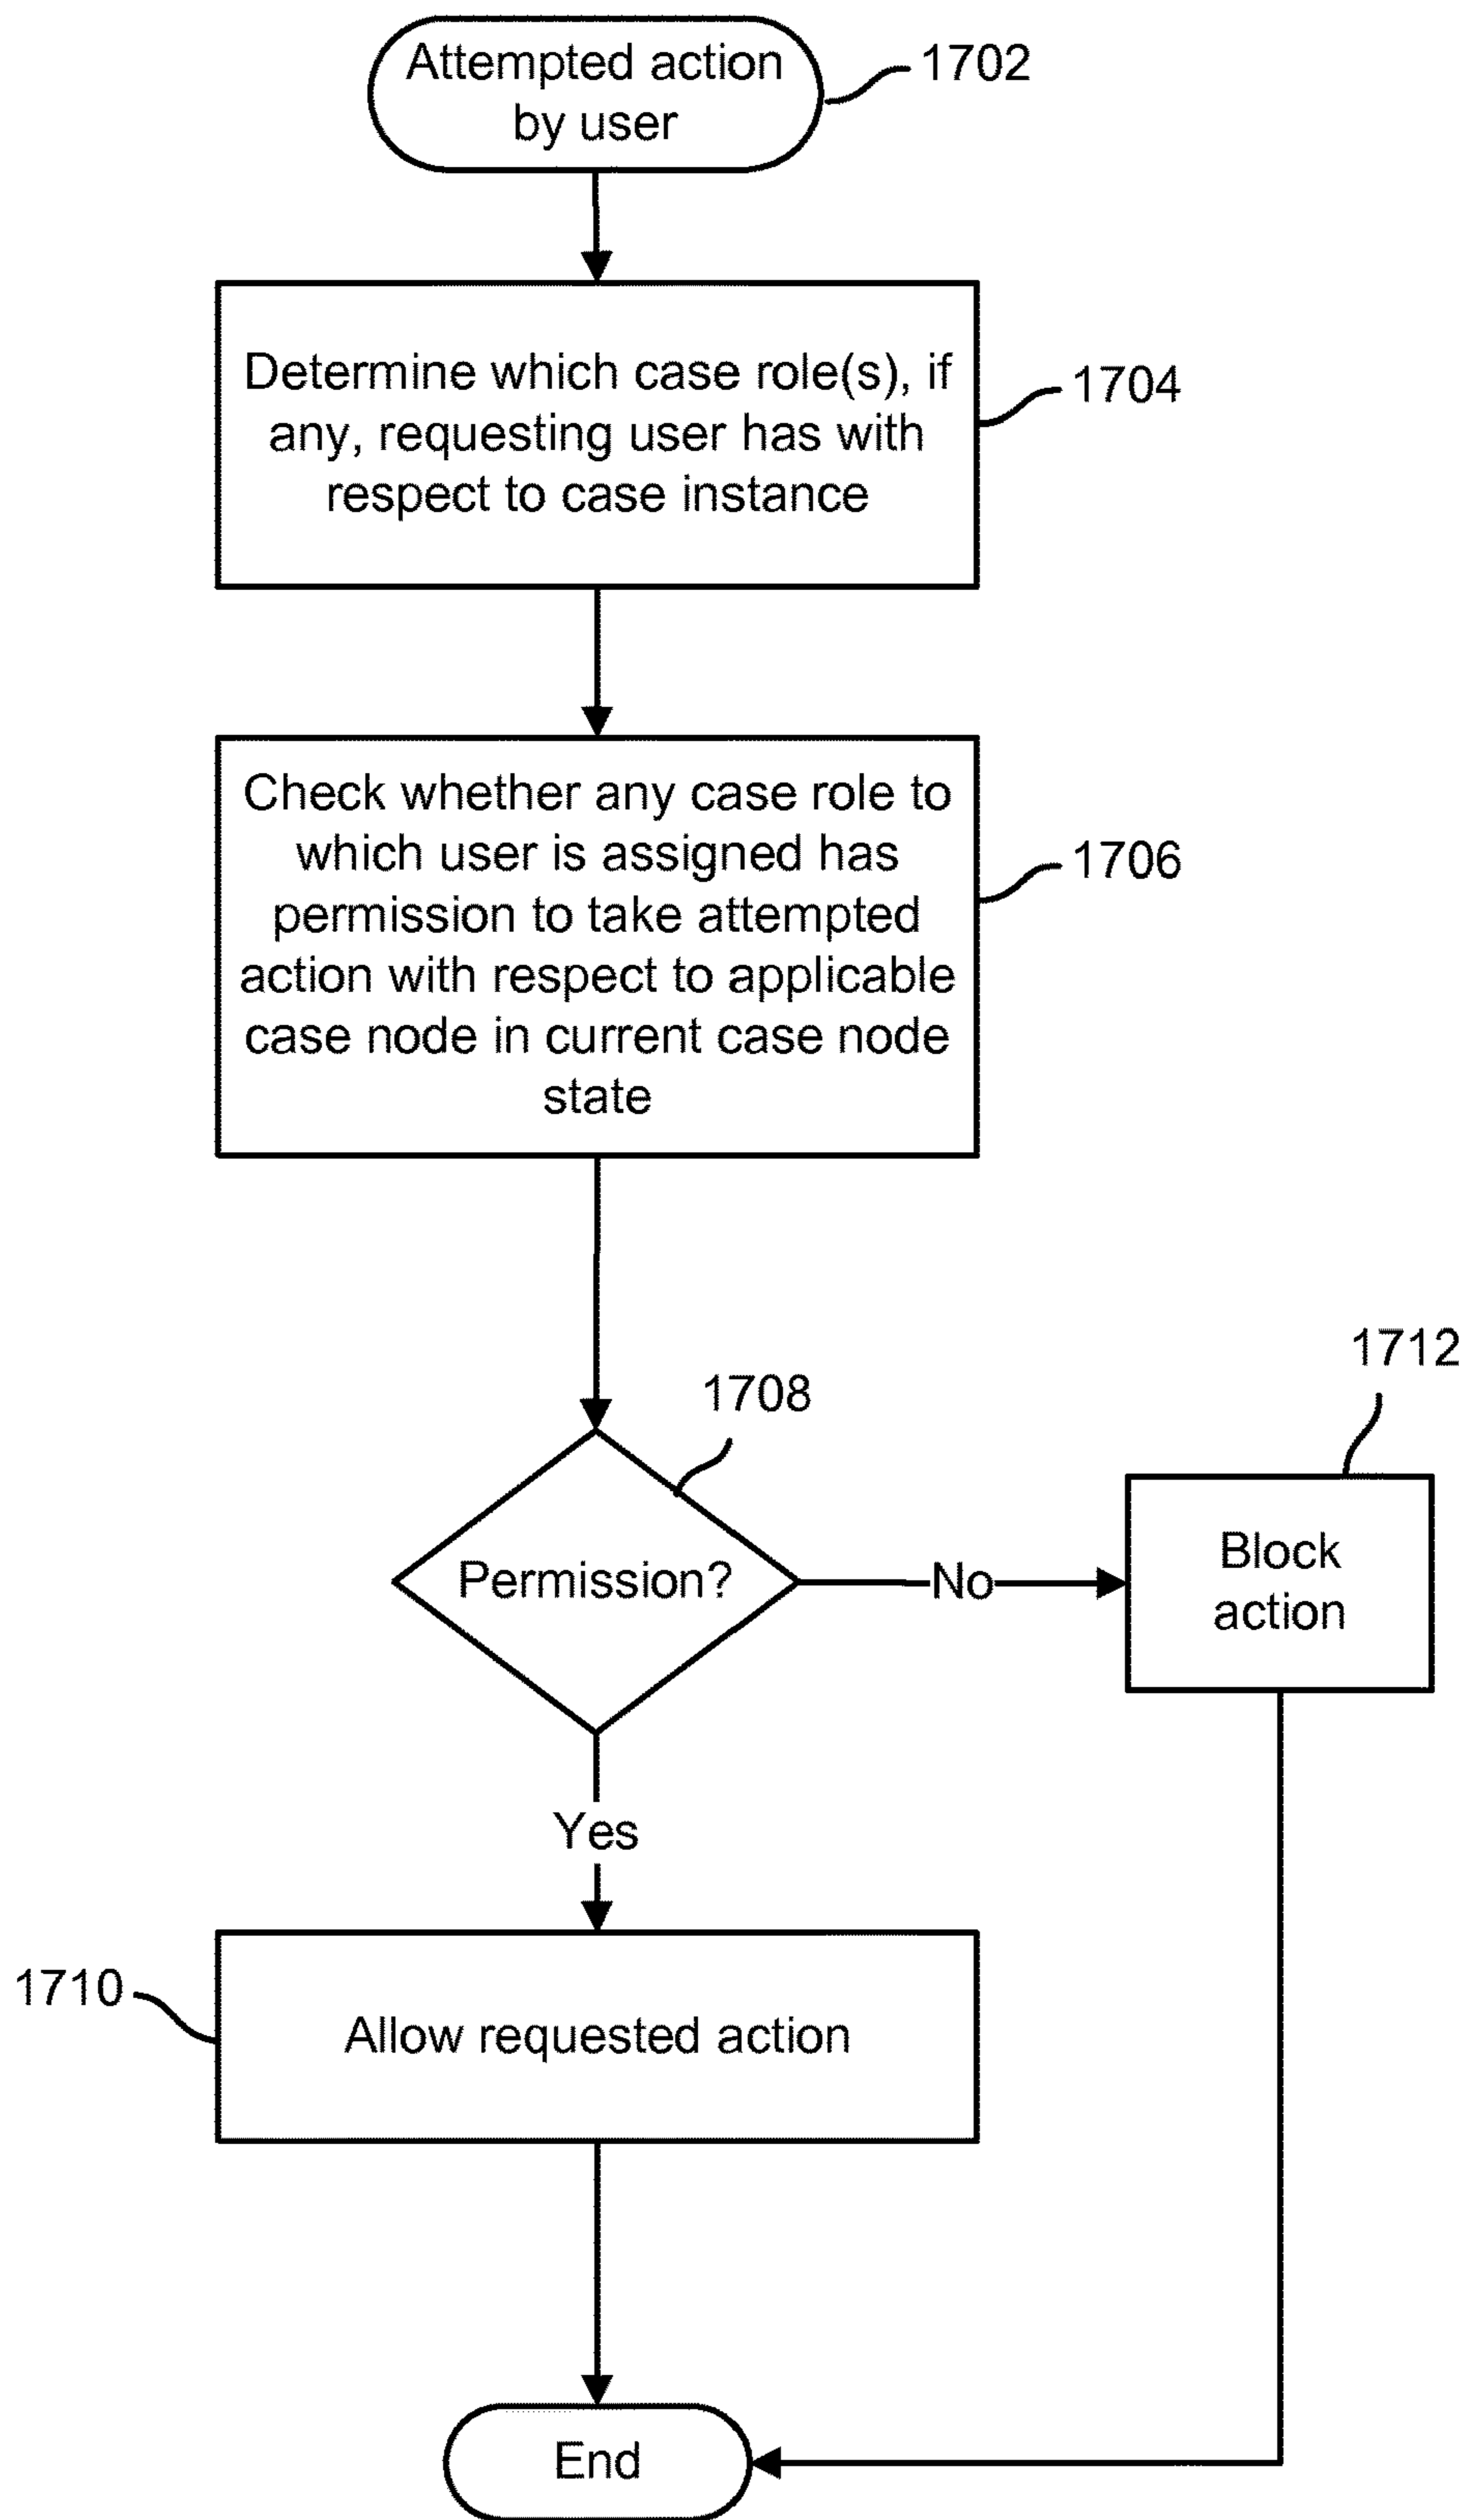 Attempted action
by user
1702
Determine which case role(s), if
any, requesting user has with
respect to case instance
1704
Check whether any case role to
which user is assigned has
permission to take attempted
action with respect to applicable
case node in current case node
state
1706
1708
Permission?
No
1712
Block
action
Yes
1710
Allow requested action
End